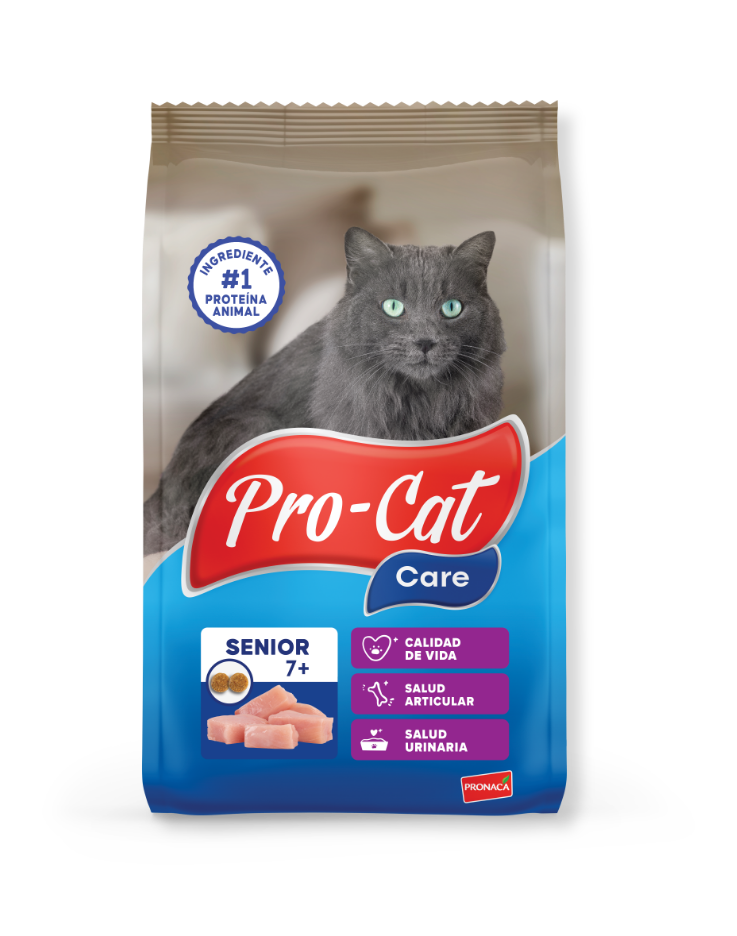 INGREDIENTE
#1
PROTEÍNA
ANIMAL
Pro-Cat
Care
SENIOR
7+
CALIDAD
DE VIDA
SALUD
ARTICULAR
SALUD
URINARIA
PRONACA